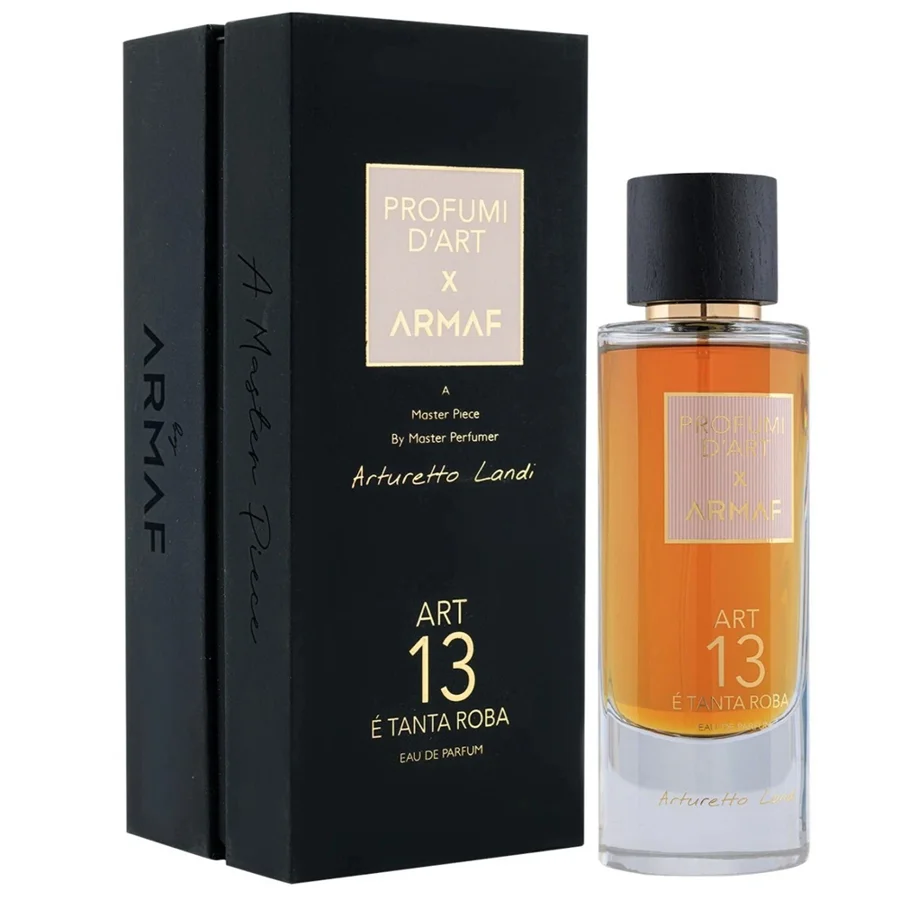 PROFUMI
D'ART
X
ARMAF
A
Master Piece
By Master Perfumer
Arturetto Landi
ART
13
É TANTA ROBA
EAU DE PARFUM
A Master Piece
by
ARMAF
PROFUMI
D'ART
X
ARMAF
ART
13
É TANTA ROBA
EAU DE PARFUM
Arturetto Landi